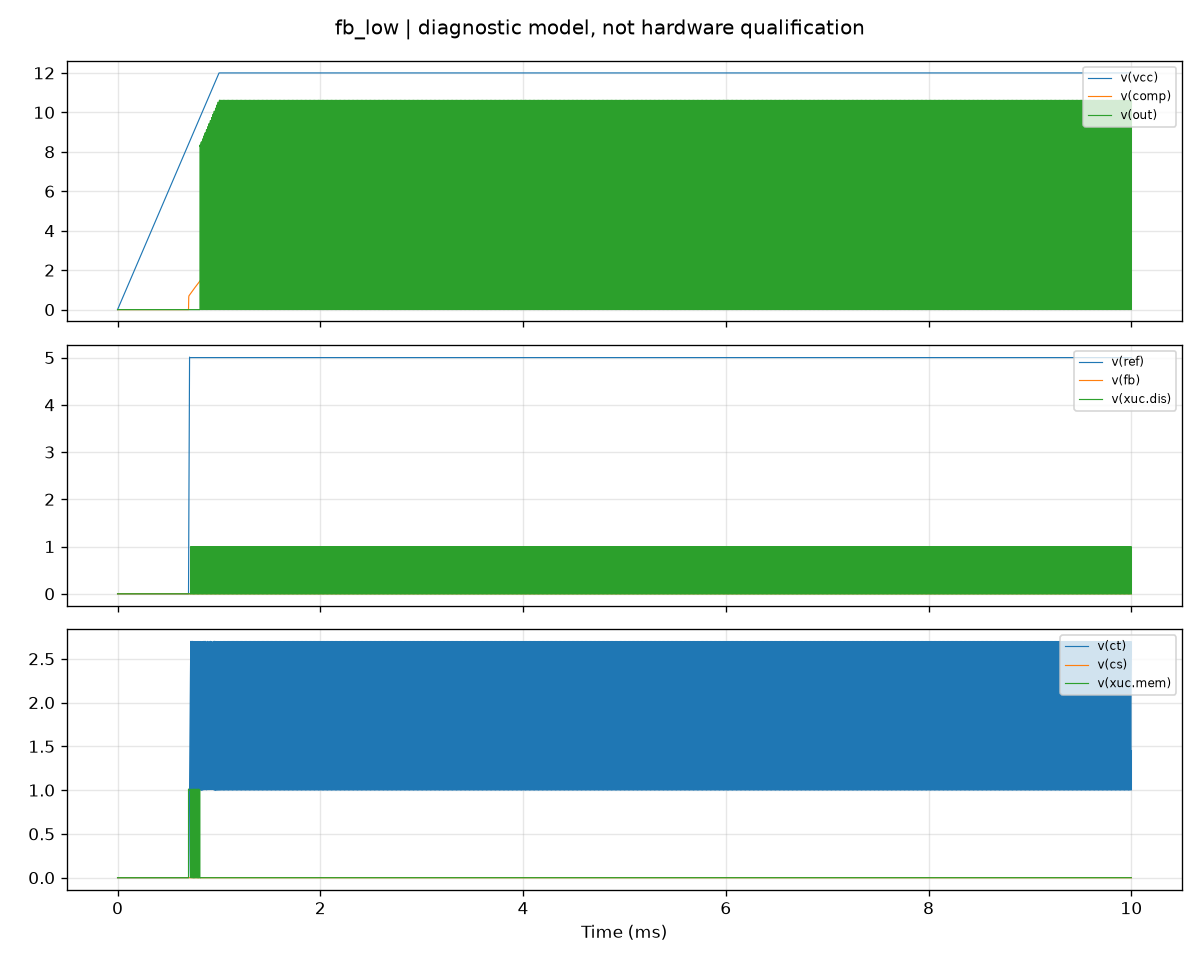 fb_low | diagnostic model, not hardware qualification
12
10
8
6
4
2
0
v(vcc)
v(comp)
v(out)
5
4
3
2
1
0
v(ref)
v(fb)
v(xuc.dis)
2.5
2.0
1.5
1.0
0.5
0.0
v(ct)
v(cs)
v(xuc.mem)
0 2 4 6 8 10
Time (ms)